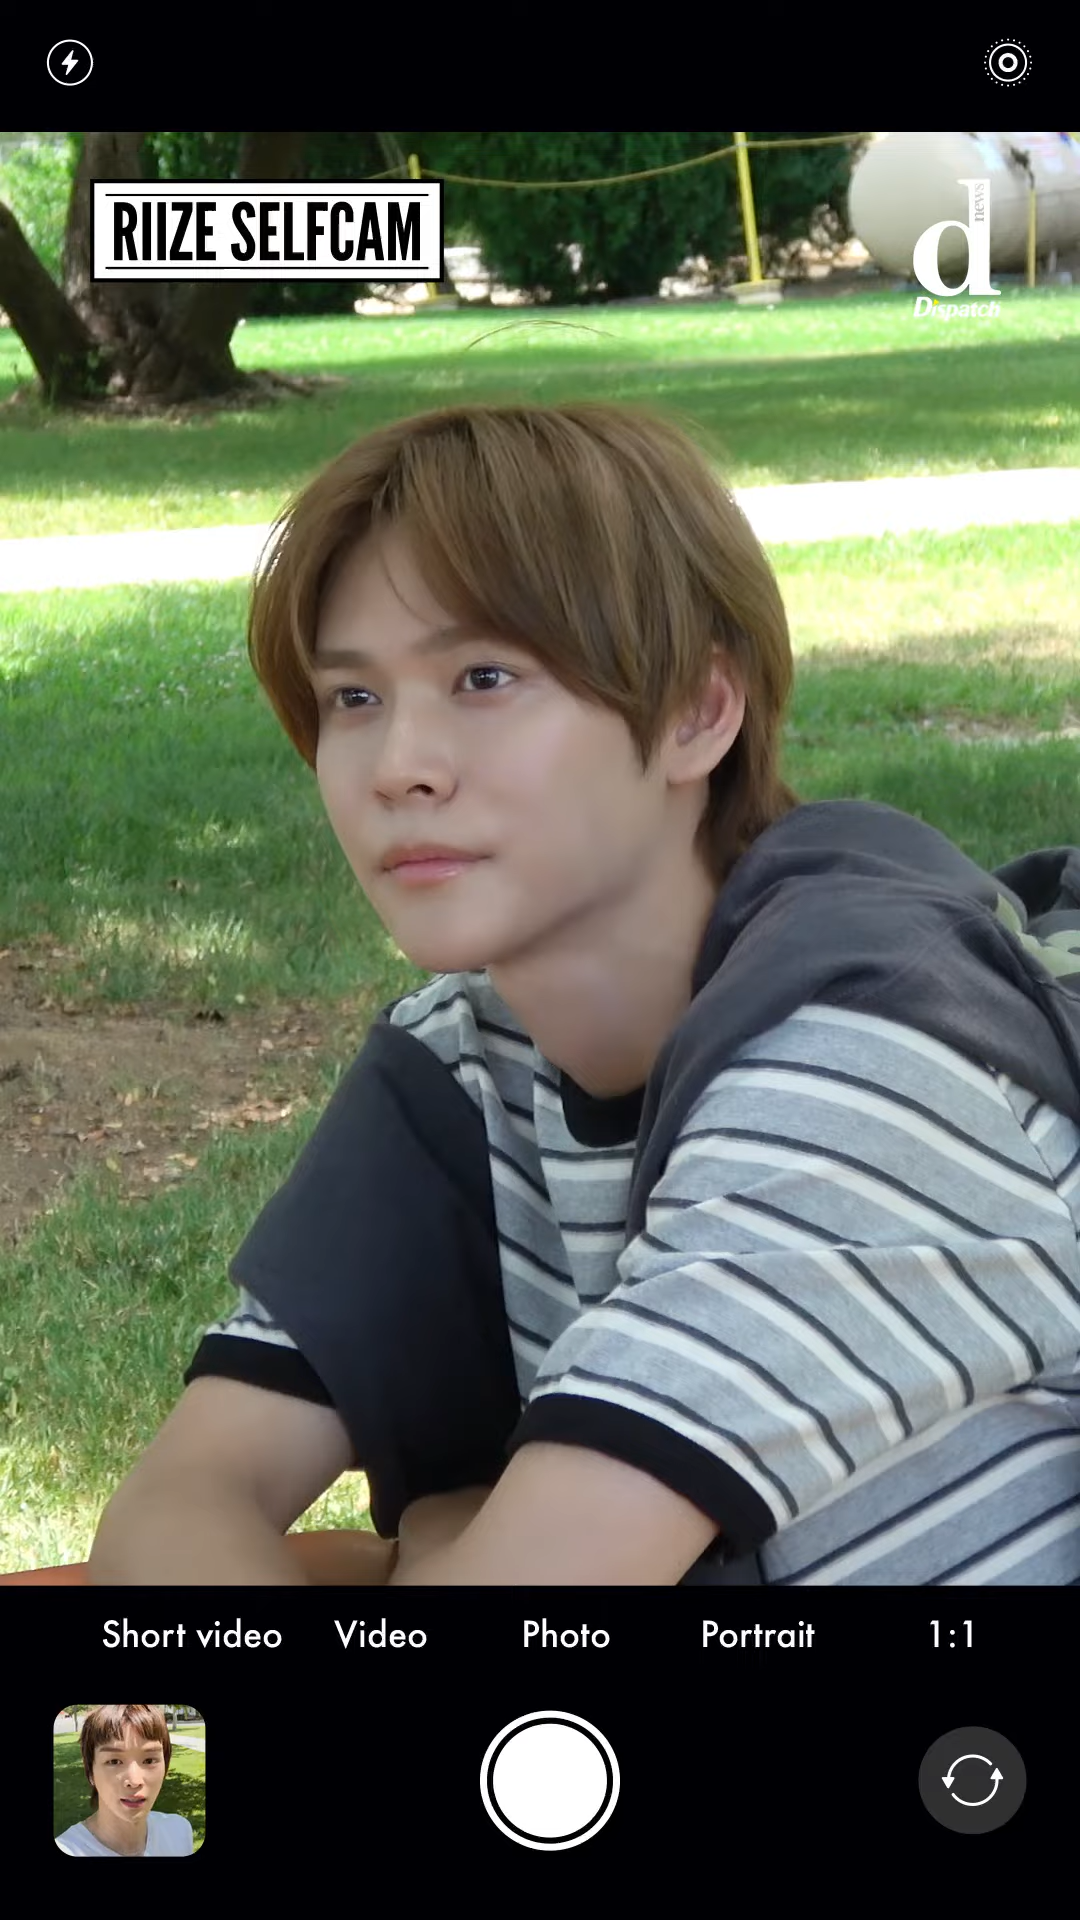 RIIZE SELFCAM
news
d
Dispatch
Short video Video Photo Portrait 1:1